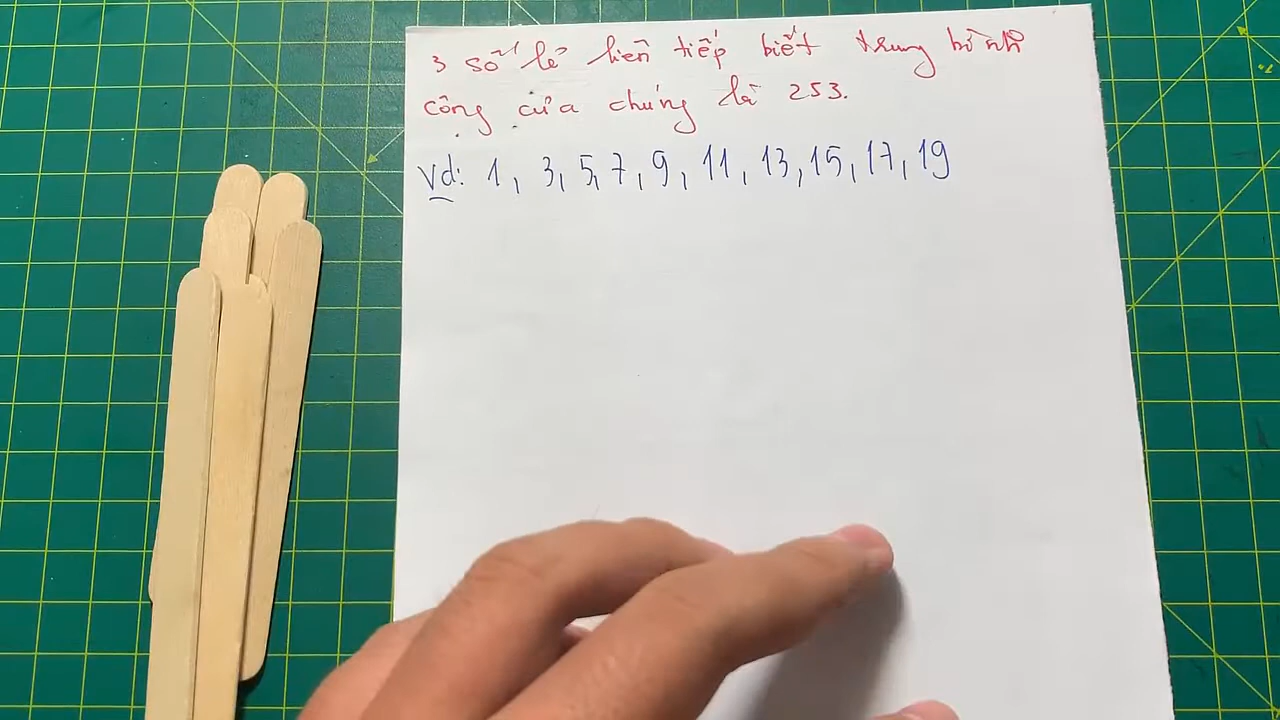 3 số lẻ liên tiếp biết trung bình
cộng của chúng là 253.
vd: 1, 3, 5, 7, 9, 11, 13, 15, 17, 19